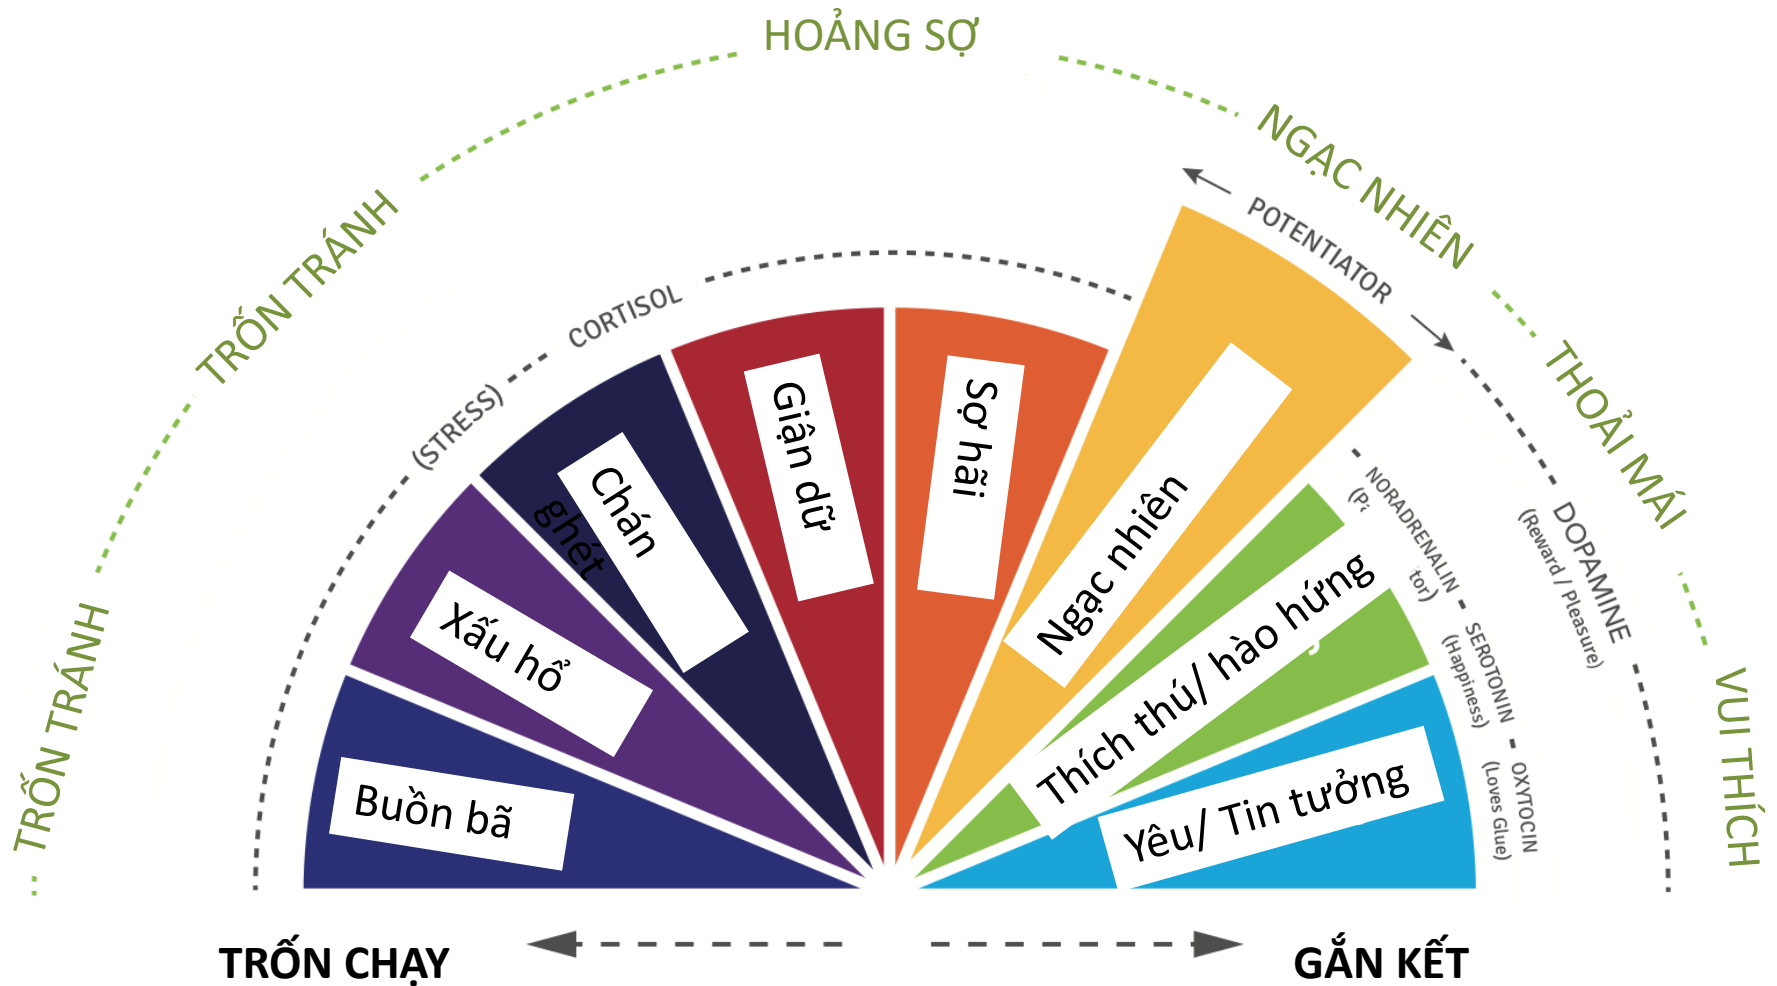 HOẢNG SỢ
NGẠC NHIÊN
TRỐN TRÁNH
THOẢI MÁI
TRỐN TRÁNH
VUI THÍCH
POTENTIATOR
CORTISOL
(STRESS)
NORADRENALIN
DOPAMINE
(Reward / Pleasure)
SEROTONIN
(Happiness)
OXYTOCIN
(Loves Glue)
Buồn bã
Xấu hổ
Chán
ghét
Giận dữ
Sợ hãi
Ngạc nhiên
Thích thú/ hào hứng
Yêu/ Tin tưởng
TRỐN CHẠY
GẮN KẾT